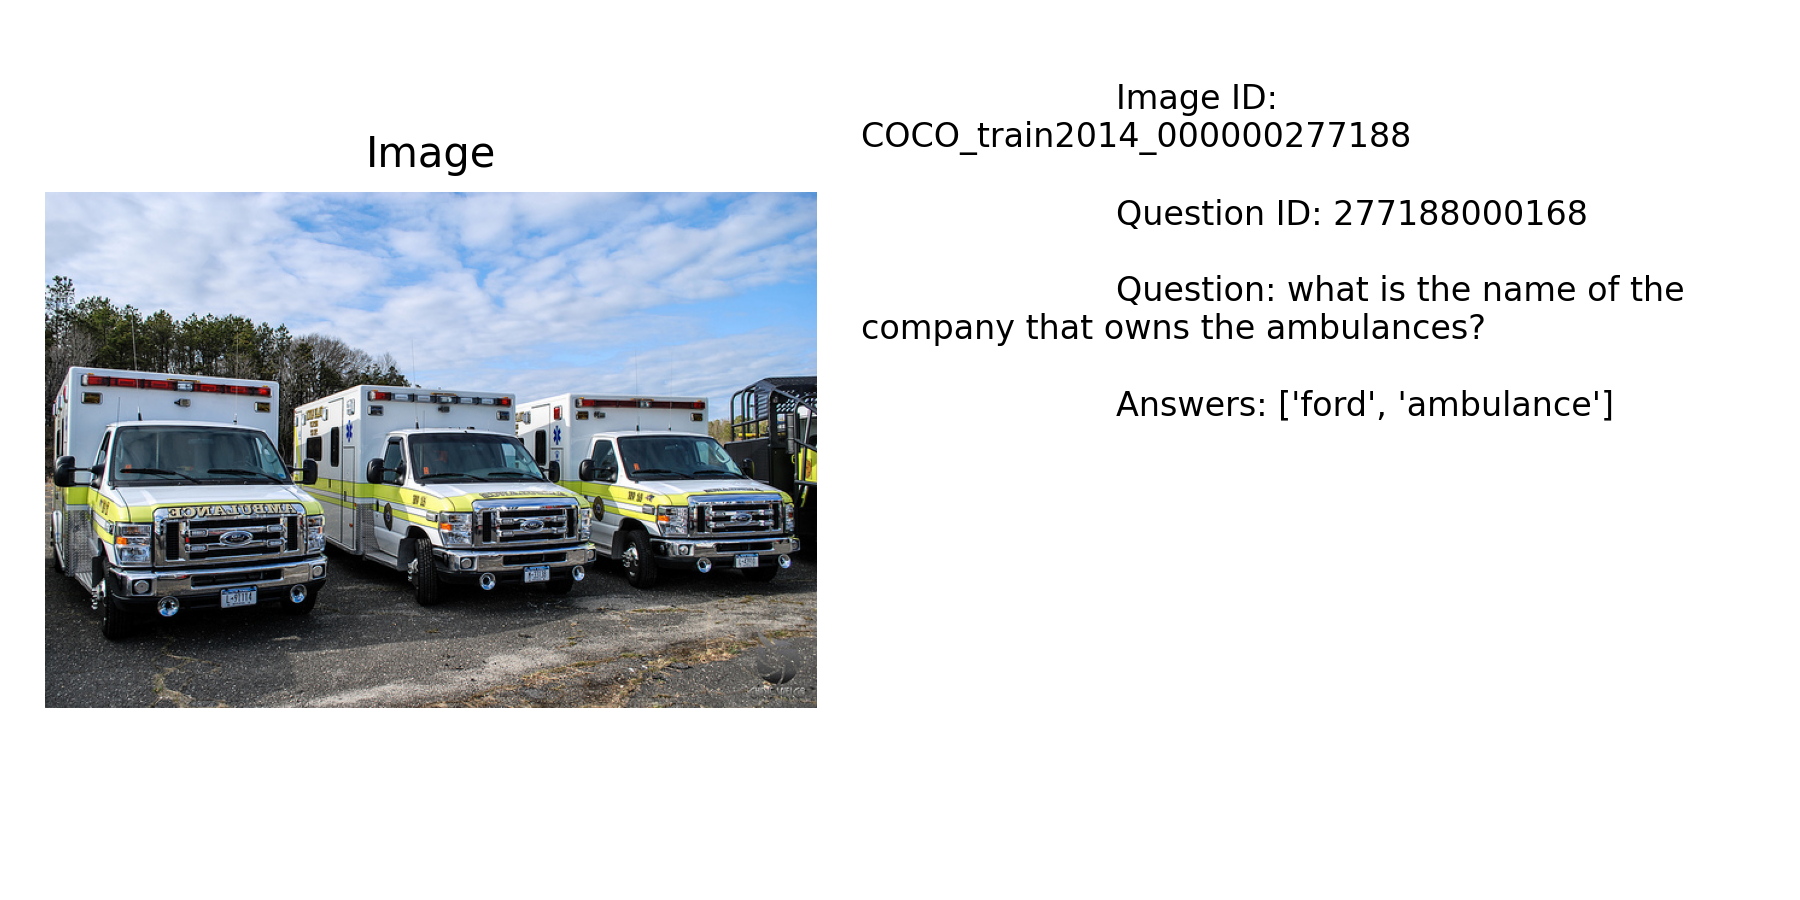 Image
Image ID:
COCO_train2014_000000277188
Question ID: 277188000168
Question: what is the name of the
company that owns the ambulances?
Answers: ['ford', 'ambulance']
AMBULANCE
Ford